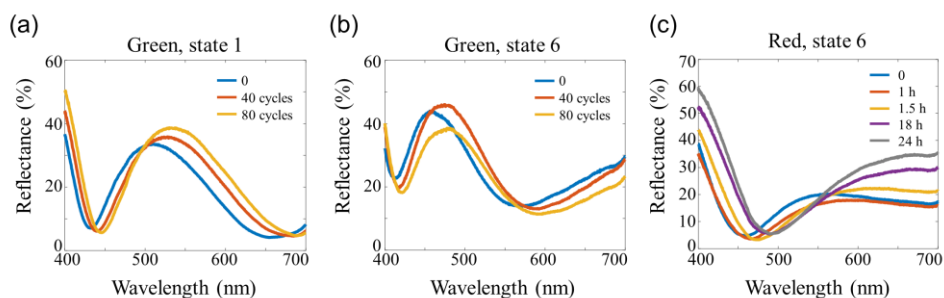 (a)
Green, state 1
Reflectance (%)
60
40
20
0
0
40 cycles
80 cycles
400 500 600 700
Wavelength (nm)
(b)
Green, state 6
Reflectance (%)
60
40
20
0
0
40 cycles
80 cycles
400 500 600 700
Wavelength (nm)
(c)
Red, state 6
Reflectance (%)
70
60
50
40
30
20
10
0
0
1 h
1.5 h
18 h
24 h
400 500 600 700
Wavelength (nm)